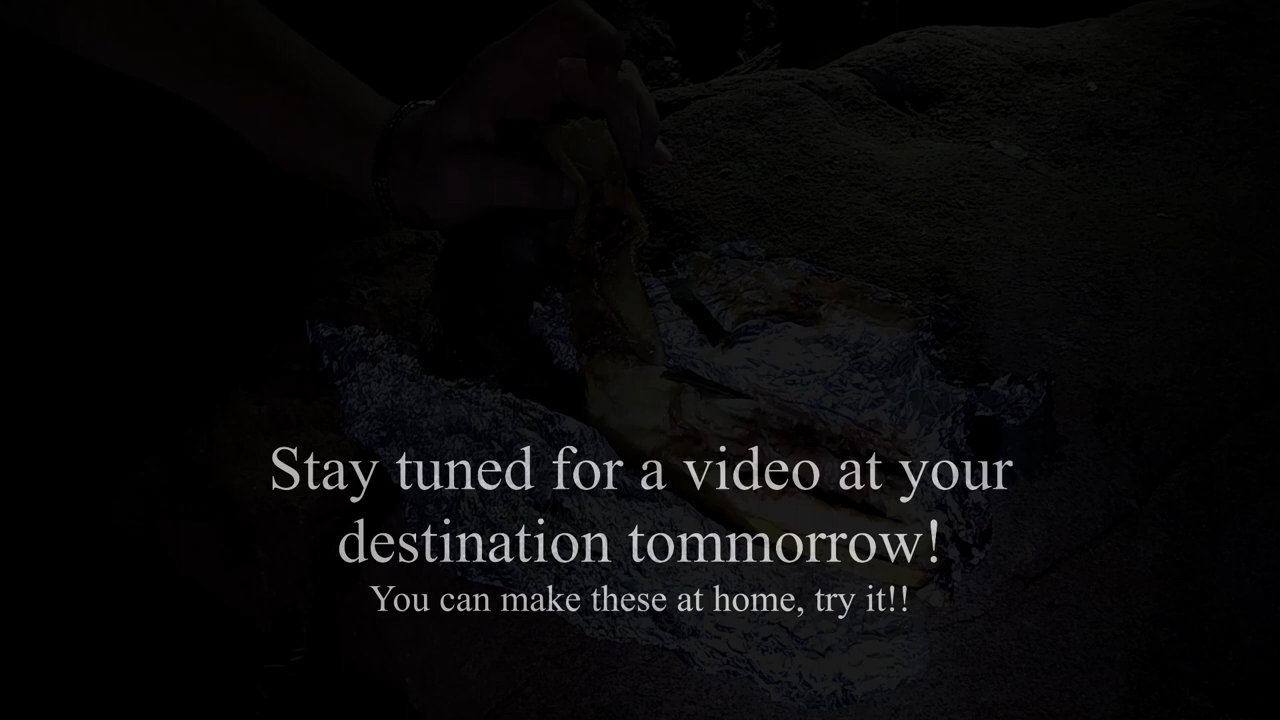 Stay tuned for a video at your
destination tommorrow!
You can make these at home, try it!!